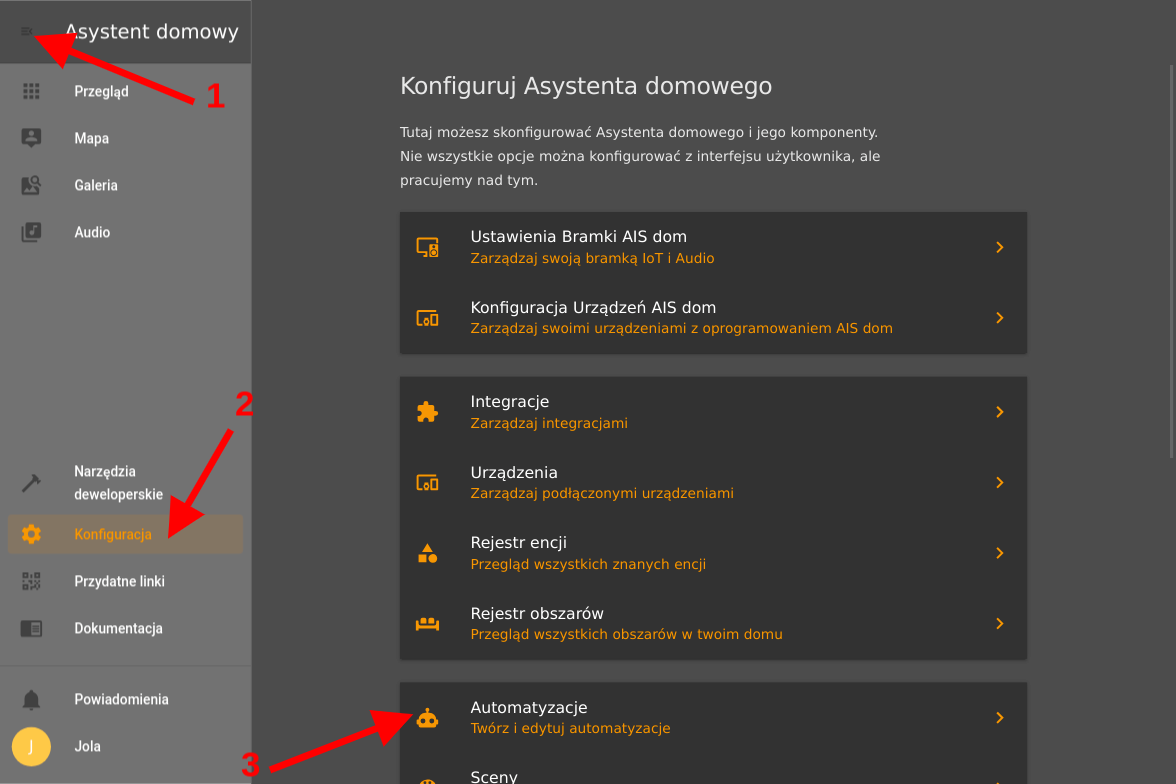 Asystent domowy
1
Przegląd
Mapa
Galeria
Audio
2
Narzędzia
deweloperskie
Konfiguracja
Przydatne linki
Dokumentacja
Powiadomienia
J
Jola
Konfiguruj Asystenta domowego
Tutaj możesz skonfigurować Asystenta domowego i jego komponenty.
Nie wszystkie opcje można konfigurować z interfejsu użytkownika, ale
pracujemy nad tym.
Ustawienia Bramki AIS dom
Zarządzaj swoją bramką IoT i Audio
Konfiguracja Urządzeń AIS dom
Zarządzaj swoimi urządzeniami z oprogramowaniem AIS dom
Integracje
Zarządzaj integracjami
Urządzenia
Zarządzaj podłączonymi urządzeniami
Rejestr encji
Przegląd wszystkich znanych encji
Rejestr obszarów
Przegląd wszystkich obszarów w twoim domu
3
Automatyzacje
Twórz i edytuj automatyzacje
Sceny